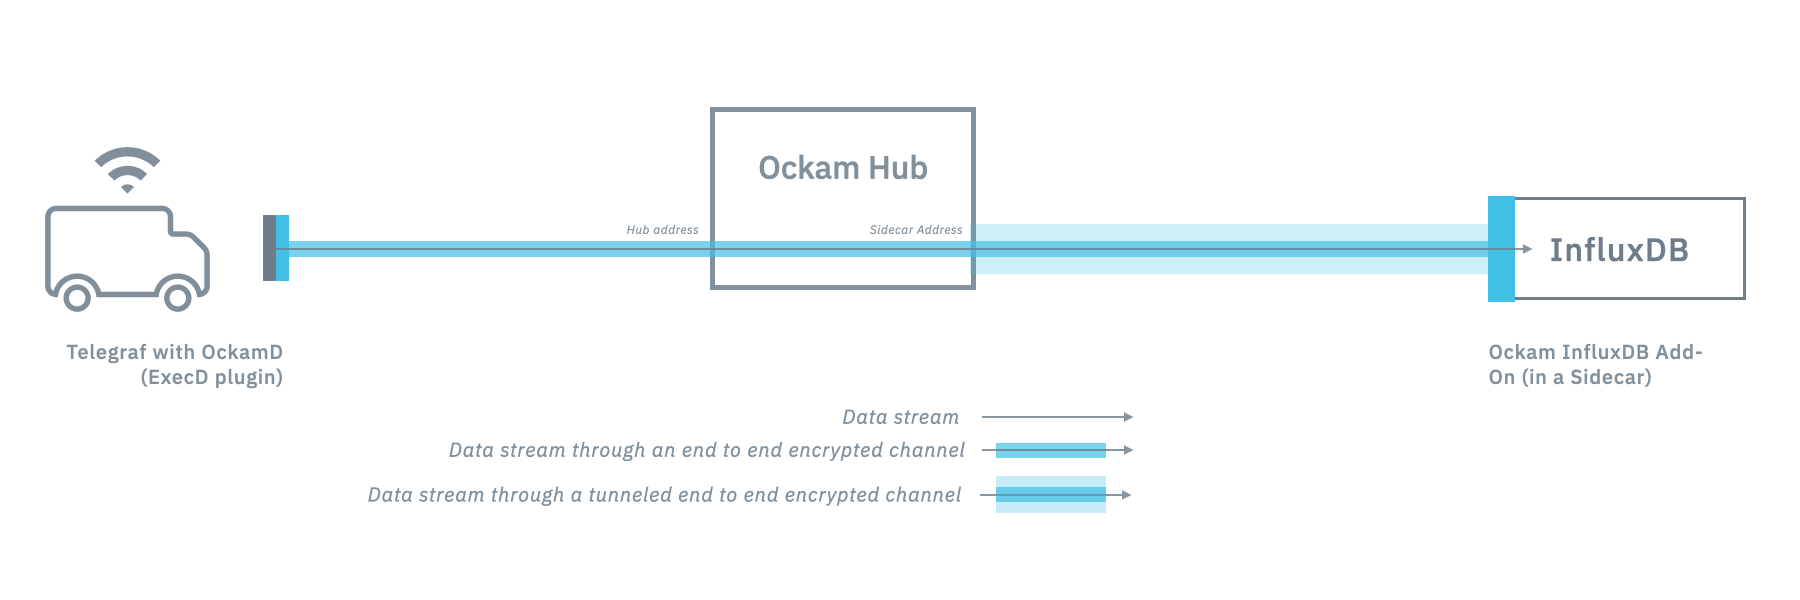 Ockam Hub
Hub address
Sidecar Address
InfluxDB
Telegraf with OckamD
(ExecD plugin)
Ockam InfluxDB Add-
On (in a Sidecar)
Data stream
Data stream through an end to end encrypted channel
Data stream through a tunneled end to end encrypted channel